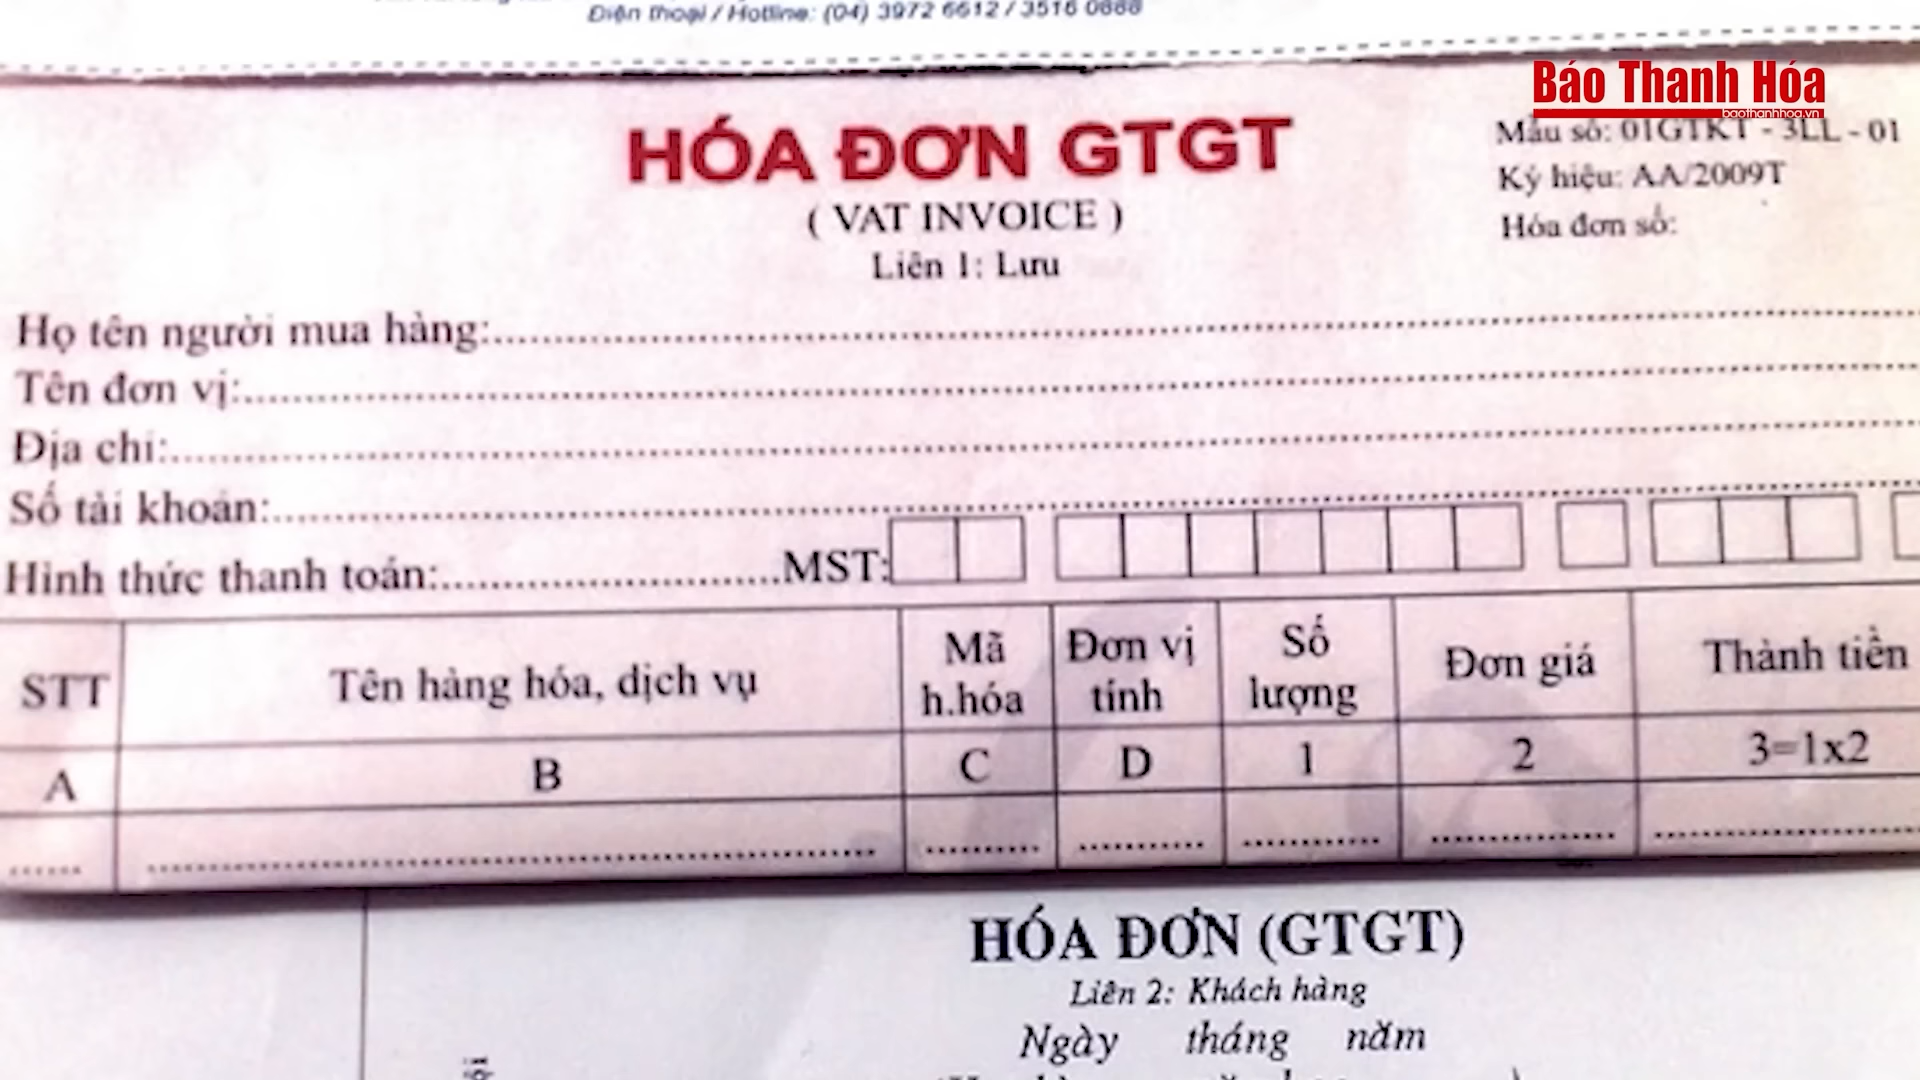 Điện thoại / Hotline: (04) 3972 6612 / 3516 0888
Báo Thanh Hóa
baothanhhoa.vn
HÓA ĐƠN GTGT
( VAT INVOICE )
Liên 1: Lưu
Mẫu số: 01GTKT - 3LL - 01
Ký hiệu: AA/2009T
Hóa đơn số:
Họ tên người mua hàng:
Tên đơn vị:
Địa chỉ:
Số tài khoản:
Hình thức thanh toán: MST:
STT Tên hàng hóa, dịch vụ Mã h.hóa Đơn vị tính Số lượng Đơn giá Thành tiền
A B C D 1 2 3=1x2
HÓA ĐƠN (GTGT)
Liên 2: Khách hàng
Ngày tháng năm